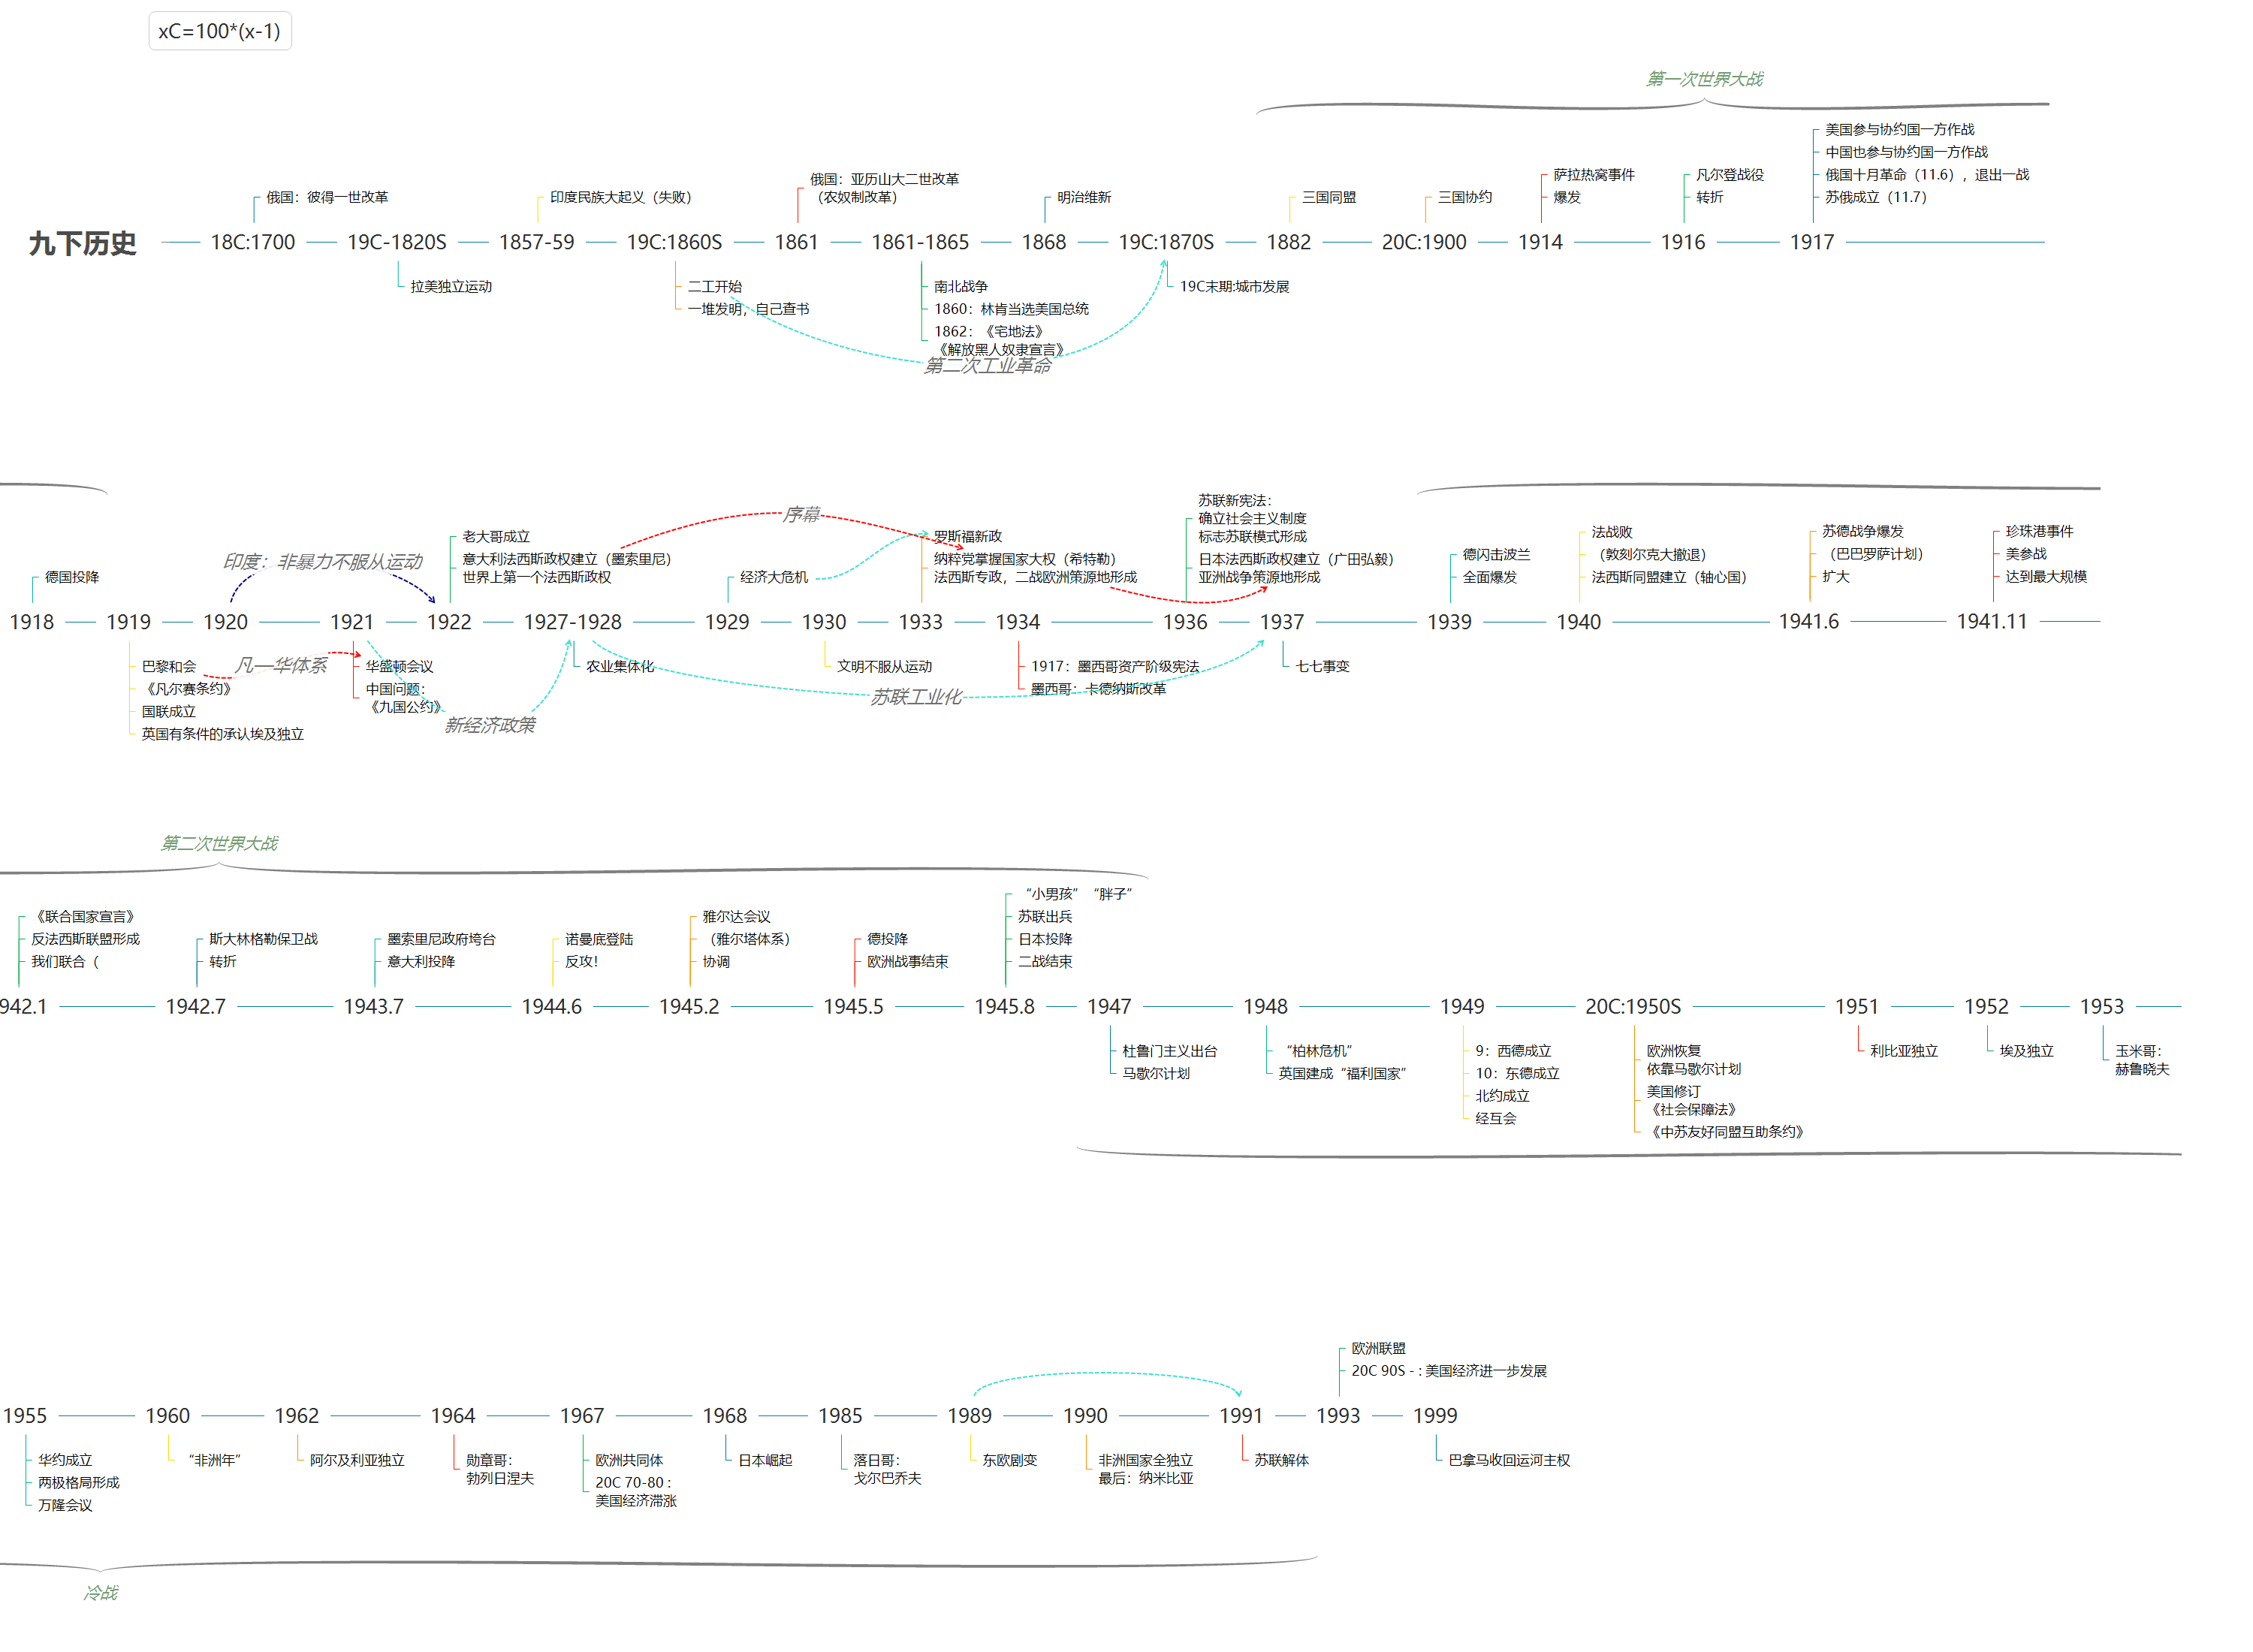 xC=100*(x-1)
第一次世界大战
美国参与协约国一方作战
中国也参与协约国一方作战
俄国十月革命（11.6），退出一战
苏俄成立（11.7）
萨拉热窝事件
爆发
凡尔登战役
转折
俄国：彼得一世改革
印度民族大起义（失败）
俄国：亚历山大二世改革
（农奴制改革）
明治维新
三国同盟
三国协约
九下历史
18C:1700
19C-1820S
1857-59
19C:1860S
1861
1861-1865
1868
19C:1870S
1882
20C:1900
1914
1916
1917
拉美独立运动
二工开始
一堆发明，自己查书
南北战争
1860：林肯当选美国总统
1862：《宅地法》
《解放黑人奴隶宣言》
19C末期:城市发展
第二次工业革命
德国投降
印度：非暴力不服从运动
老大哥成立
意大利法西斯政权建立（墨索里尼）
世界上第一个法西斯政权
序幕
经济大危机
罗斯福新政
纳粹党掌握国家大权（希特勒）
法西斯专政，二战欧洲策源地形成
苏联新宪法：
确立社会主义制度
标志苏联模式形成
日本法西斯政权建立（广田弘毅）
亚洲战争策源地形成
德闪击波兰
全面爆发
法战败
（敦刻尔克大撤退）
法西斯同盟建立（轴心国）
苏德战争爆发
（巴巴罗萨计划）
扩大
珍珠港事件
美参战
达到最大规模
1918
1919
1920
1921
1922
1927-1928
1929
1930
1933
1934
1936
1937
1939
1940
1941.6
1941.11
巴黎和会
《凡尔赛条约》
国联成立
英国有条件的承认埃及独立
凡—华体系
华盛顿会议
中国问题：
《九国公约》
新经济政策
农业集体化
苏联工业化
文明不服从运动
1917：墨西哥资产阶级宪法
墨西哥：卡德纳斯改革
七七事变
第二次世界大战
《联合国家宣言》
反法西斯联盟形成
我们联合（
斯大林格勒保卫战
转折
墨索里尼政府垮台
意大利投降
诺曼底登陆
反攻！
雅尔达会议
（雅尔塔体系）
协调
德投降
欧洲战事结束
“小男孩” “胖子”
苏联出兵
日本投降
二战结束
942.1
1942.7
1943.7
1944.6
1945.2
1945.5
1945.8
1947
1948
1949
20C:1950S
1951
1952
1953
杜鲁门主义出台
马歇尔计划
“柏林危机”
英国建成“福利国家”
9：西德成立
10：东德成立
北约成立
经互会
欧洲恢复
依靠马歇尔计划
美国修订
《社会保障法》
《中苏友好同盟互助条约》
利比亚独立
埃及独立
玉米哥：
赫鲁晓夫
欧洲联盟
20C 90S - : 美国经济进一步发展
1955
1960
1962
1964
1967
1968
1985
1989
1990
1991
1993
1999
华约成立
两极格局形成
万隆会议
“非洲年”
阿尔及利亚独立
勋章哥：
勃列日涅夫
欧洲共同体
20C 70-80 :
美国经济滞涨
日本崛起
落日哥：
戈尔巴乔夫
东欧剧变
非洲国家全独立
最后：纳米比亚
苏联解体
巴拿马收回运河主权
冷战